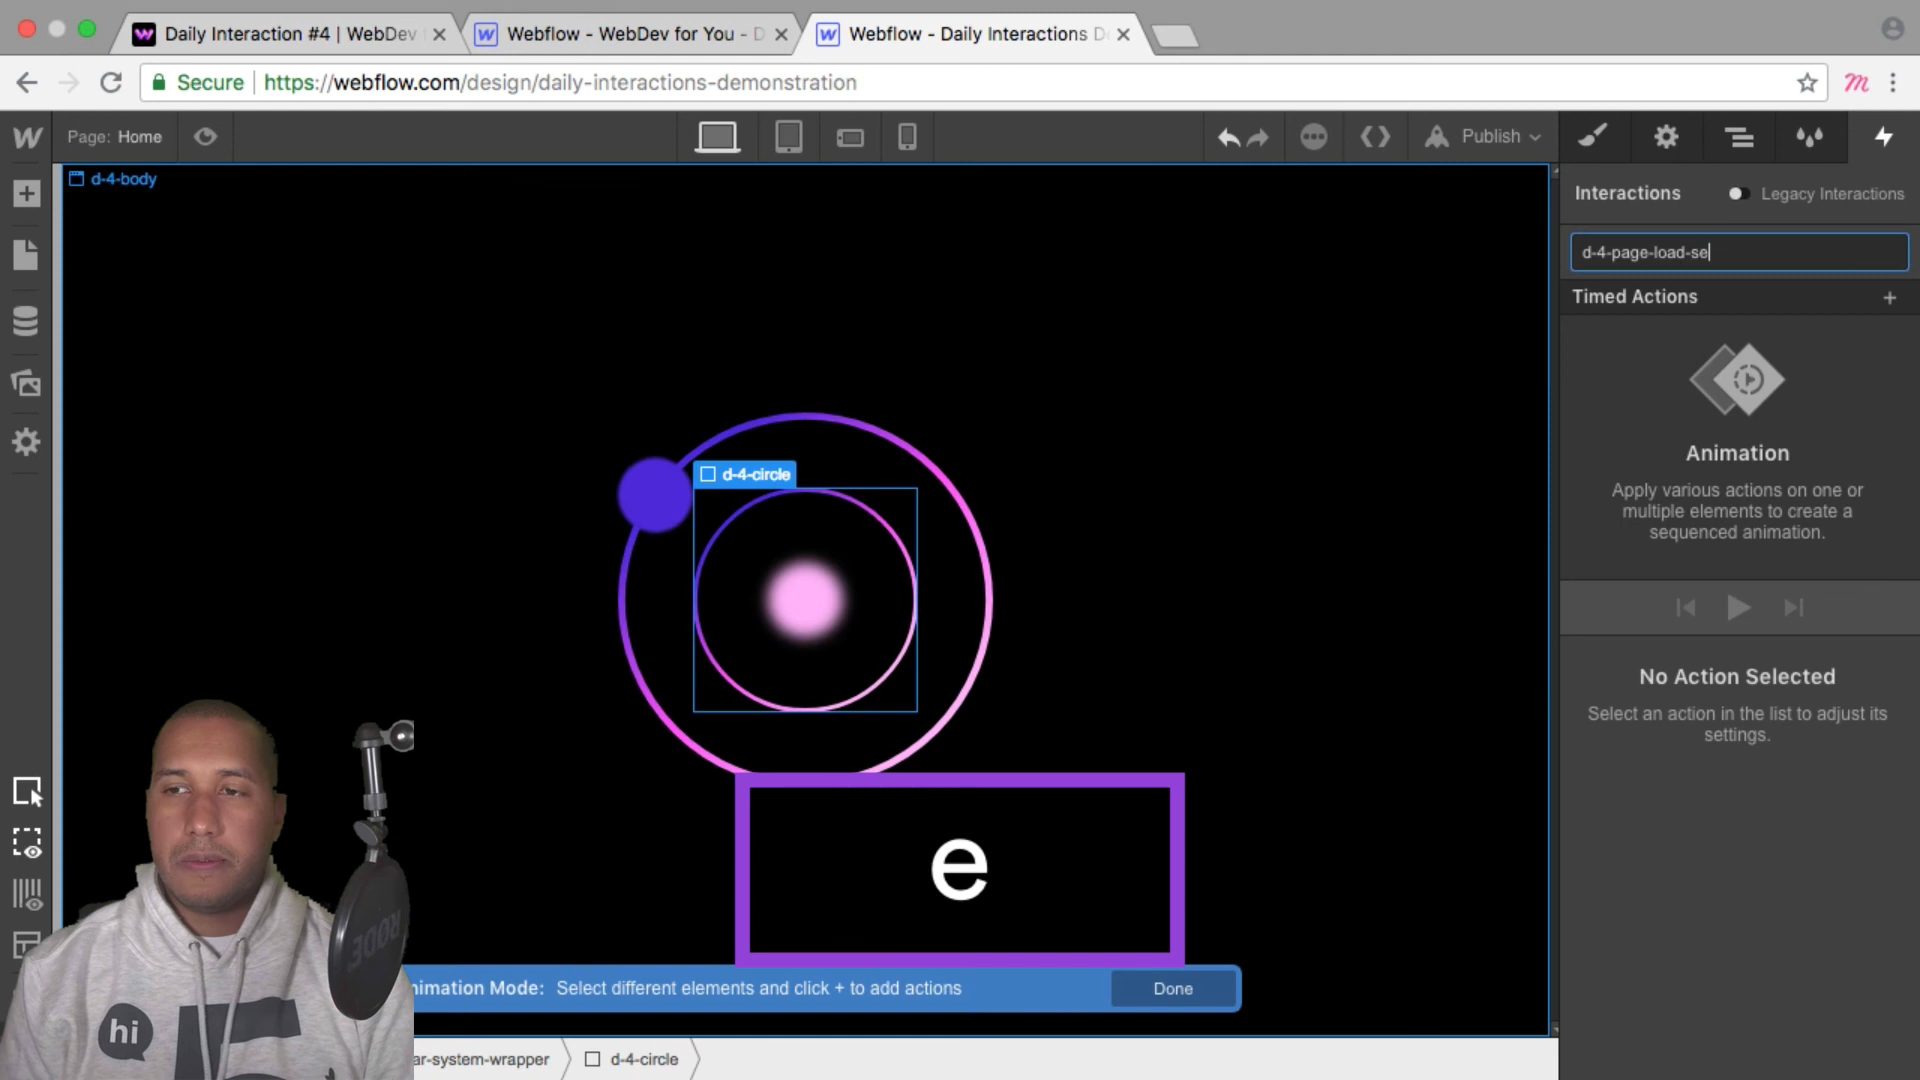 Daily Interaction #4 | WebDev
Webflow - WebDev for You - D
Webflow - Daily Interactions D
Secure
https://webflow.com/design/daily-interactions-demonstration
Page: Home
Publish
d-4-body
Interactions
Legacy Interactions
d-4-page-load-se
Timed Actions
Animation
Apply various actions on one or
multiple elements to create a
sequenced animation.
d-4-circle
No Action Selected
Select an action in the list to adjust its
settings.
e
nimation Mode: Select different elements and click + to add actions
Done
hi
RODE
ar-system-wrapper
d-4-circle